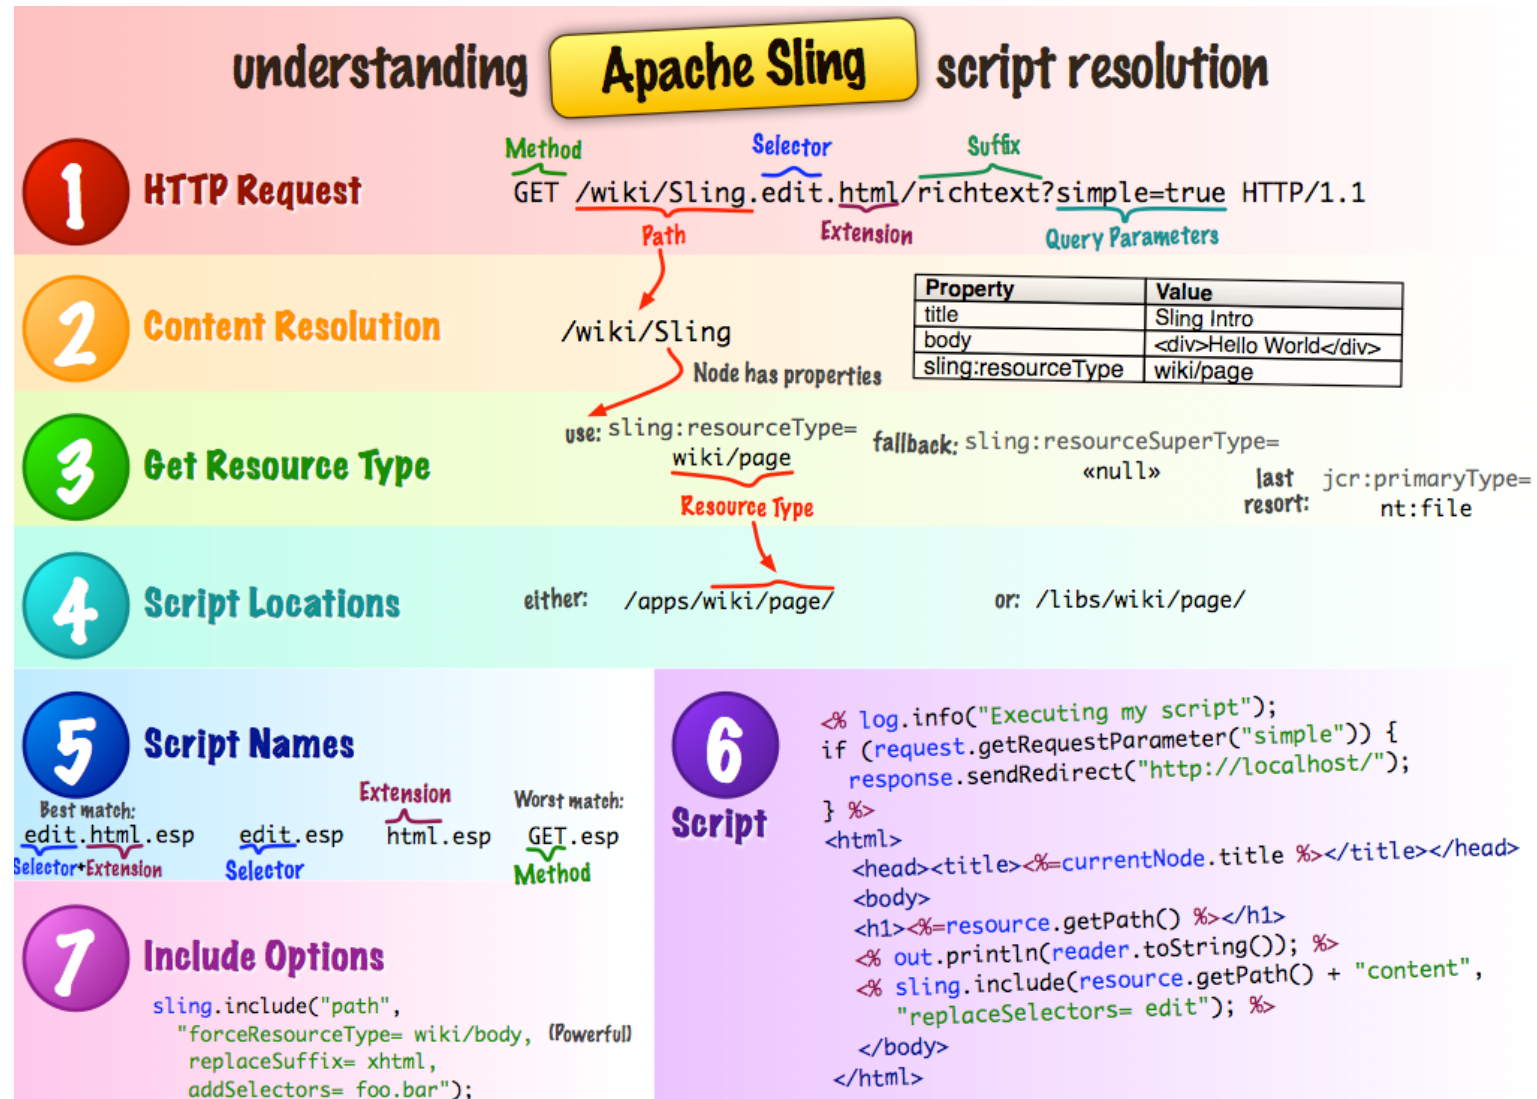 understanding Apache Sling script resolution
1 HTTP Request
Method Selector Suffix
GET /wiki/Sling.edit.html/richtext?simple=true HTTP/1.1
Path Extension Query Parameters
2 Content Resolution
/wiki/Sling
Node has properties
Property Value
title Sling Intro
body <div>Hello World</div>
sling:resourceType wiki/page
3 Get Resource Type
use: sling:resourceType=
wiki/page
Resource Type
fallback: sling:resourceSuperType=
«null»
last resort: jcr:primaryType=
nt:file
4 Script Locations
either: /apps/wiki/page/ or: /libs/wiki/page/
5 Script Names
Best match: Extension Worst match:
edit.html.esp edit.esp html.esp GET.esp
Selector+Extension Selector Method
6
Script
<% log.info("Executing my script");
if (request.getRequestParameter("simple")) {
response.sendRedirect("http://localhost/");
} %>
<html>
<head><title><%=currentNode.title %></title></head>
<body>
<h1><%=resource.getPath() %></h1>
<% out.println(reader.toString()); %>
<% sling.include(resource.getPath() + "content",
"replaceSelectors= edit"); %>
</body>
</html>
7 Include Options
sling.include("path",
"forceResourceType= wiki/body, (Powerful)
replaceSuffix= xhtml,
addSelectors= foo.bar");